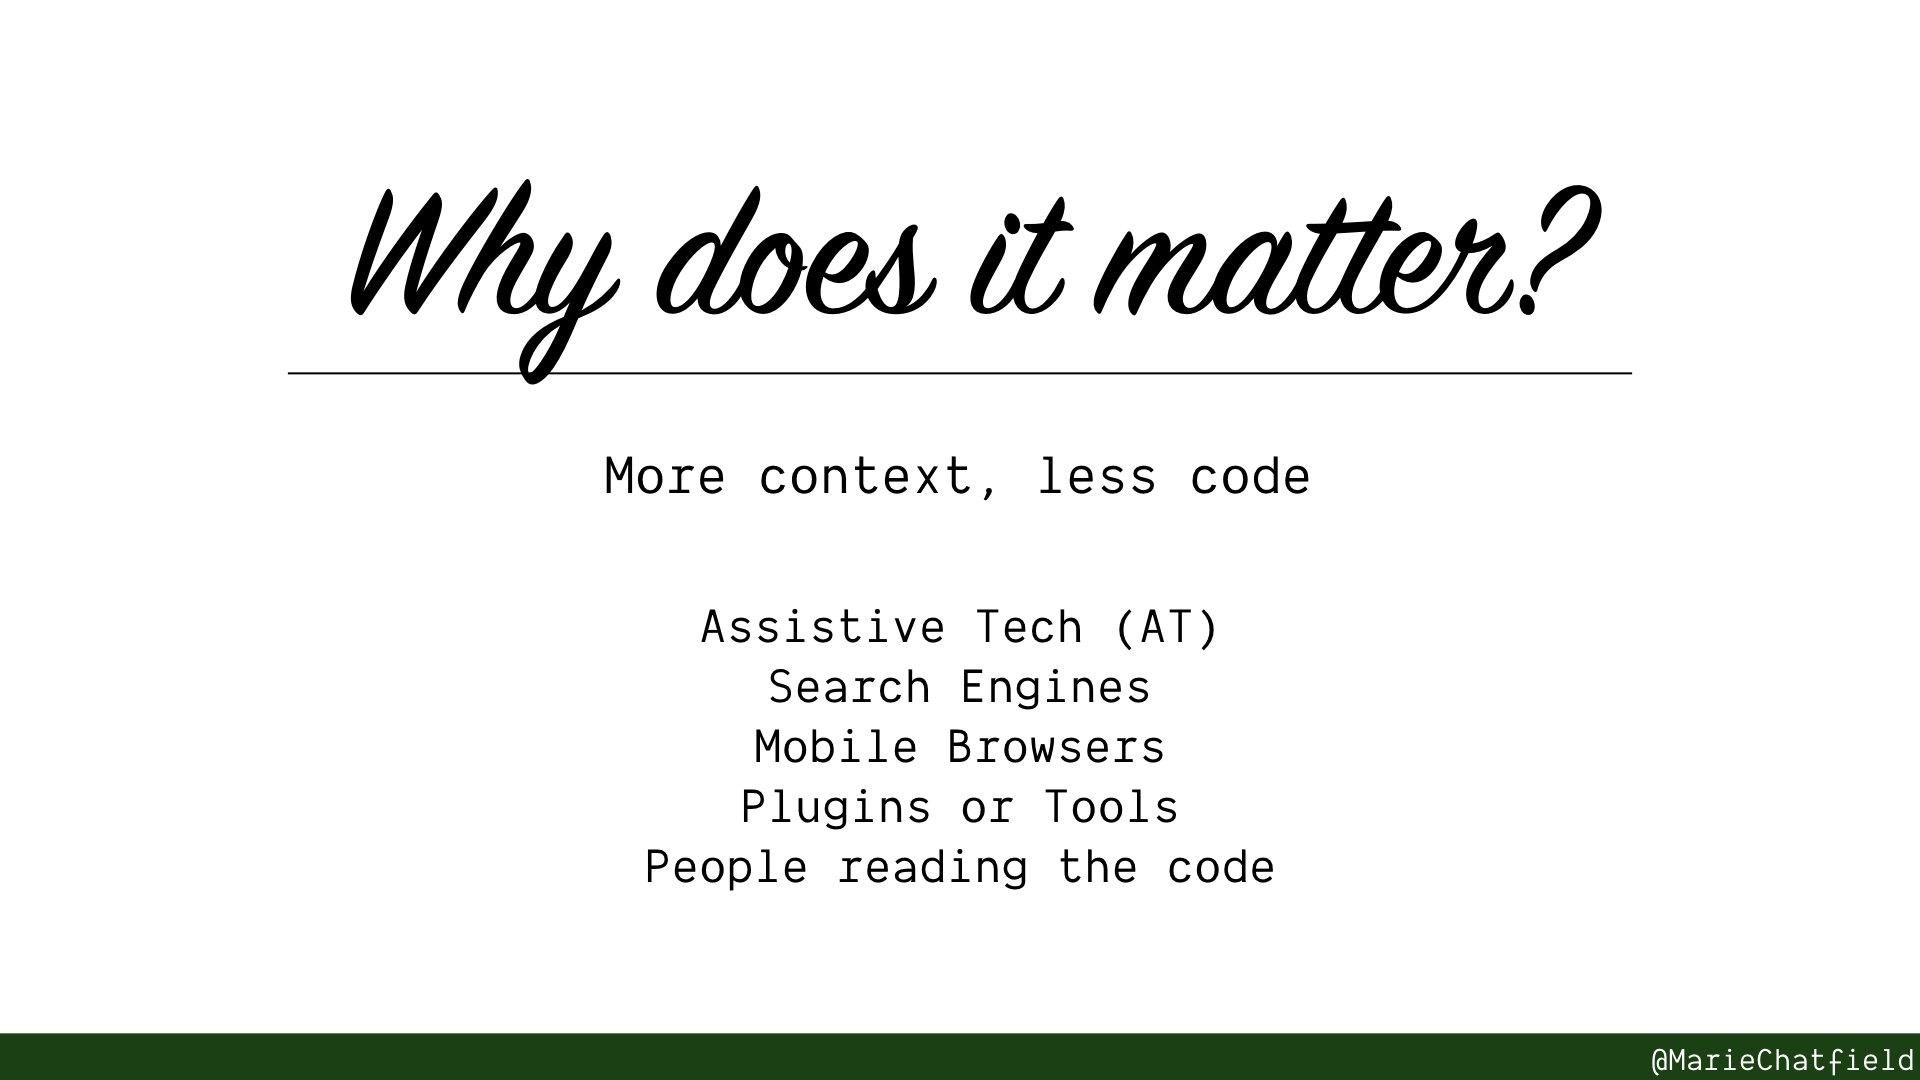 Why does it matter?
More context, less code
Assistive Tech (AT)
Search Engines
Mobile Browsers
Plugins or Tools
People reading the code
@MarieChatfield